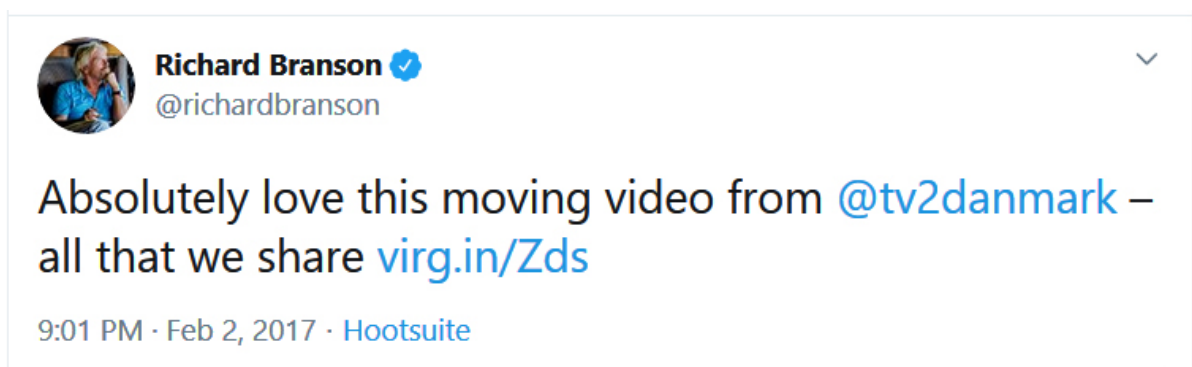 Richard Branson
@richardbranson
Absolutely love this moving video from @tv2danmark –
all that we share virg.in/Zds
9:01 PM · Feb 2, 2017 · Hootsuite